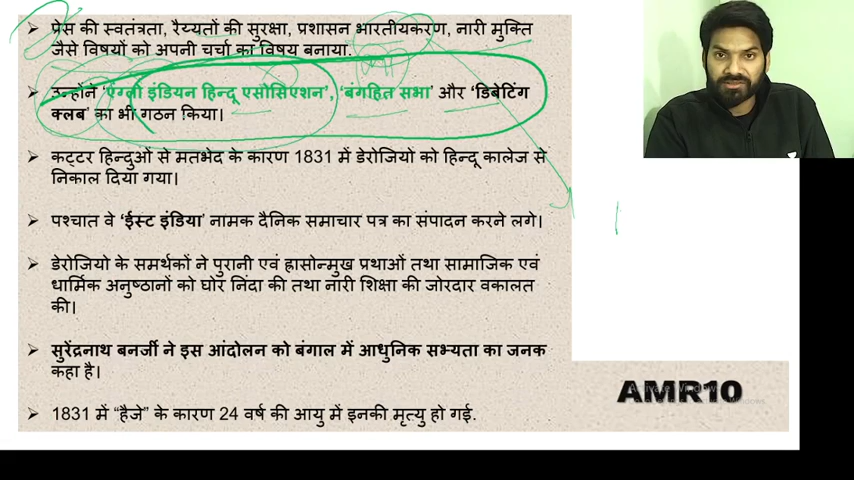 ➢ प्रेस की स्वतंत्रता, रैय्यतों की सुरक्षा, प्रशासन भारतीयकरण, नारी मुक्ति
जैसे विषयों को अपनी चर्चा का विषय बनाया.
➢ उन्होंने 'एंग्लो इंडियन हिन्दू एसोसिएशन', 'बंगहित सभा' और 'डिबेटिंग
क्लब' का भी गठन किया।
➢ कट्टर हिन्दुओं से मतभेद के कारण 1831 में डेरोजियो को हिन्दू कालेज से
निकाल दिया गया।
➢ पश्चात वे 'ईस्ट इंडिया' नामक दैनिक समाचार पत्र का संपादन करने लगे।
➢ डेरोजियो के समर्थकों ने पुरानी एवं ह्रासोन्मुख प्रथाओं तथा सामाजिक एवं
धार्मिक अनुष्ठानों को घोर निंदा की तथा नारी शिक्षा की जोरदार वकालत
की।
➢ सुरेंद्रनाथ बनर्जी ने इस आंदोलन को बंगाल में आधुनिक सभ्यता का जनक
कहा है।
➢ 1831 में “हैजे” के कारण 24 वर्ष की आयु में इनकी मृत्यु हो गई.
AMR10